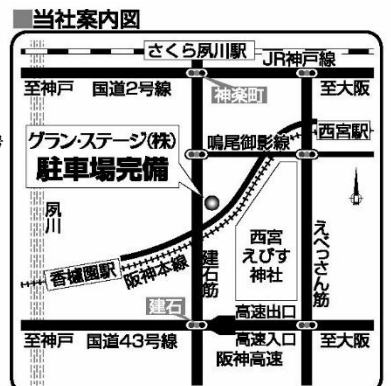 ■当社案内図
さくら夙川駅
JR神戸線
至神戸 国道2号線
至大阪
神楽町
西宮駅
鳴尾御影線
グラン・ステージ(株)
駐車場完備
夙川
西宮
えびす
神社
えべっさん筋
香櫨園駅
阪神本線
建石筋
建石
高速出口
至神戸 国道43号線
高速入口
至大阪
阪神高速